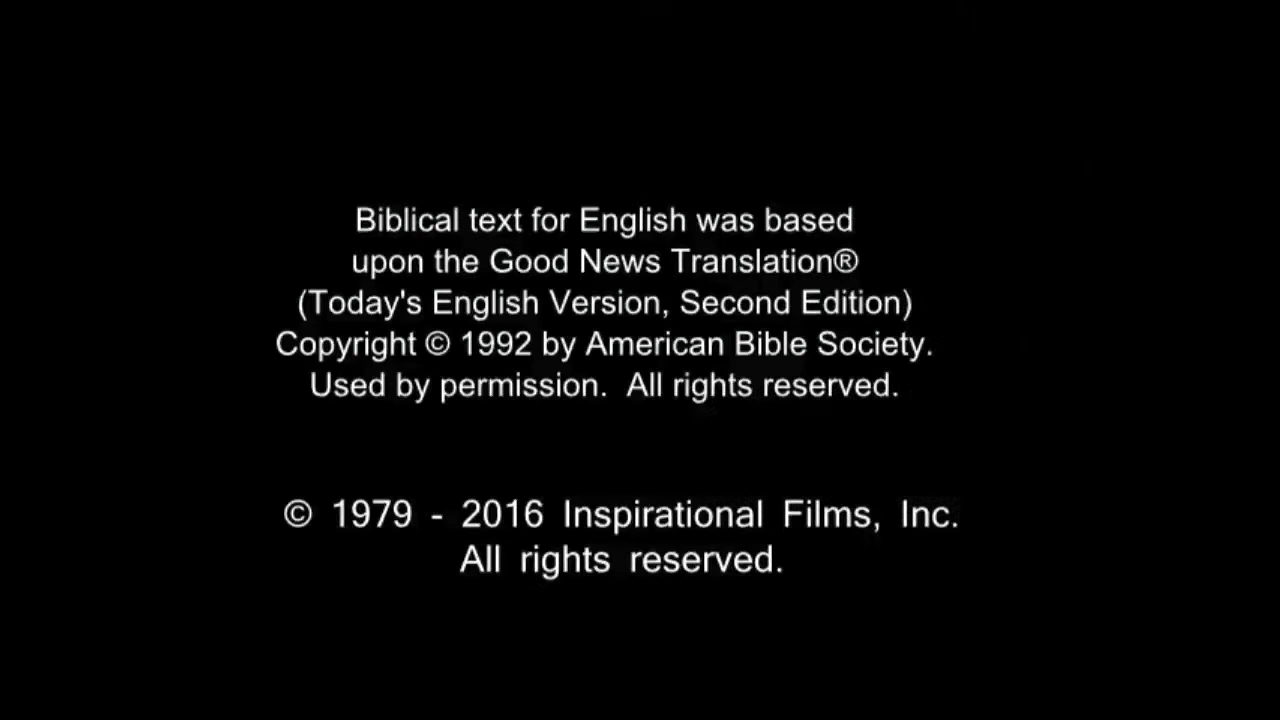 Biblical text for English was based
upon the Good News Translation®
(Today's English Version, Second Edition)
Copyright © 1992 by American Bible Society.
Used by permission.  All rights reserved.
© 1979 - 2016 Inspirational Films, Inc.
All rights reserved.